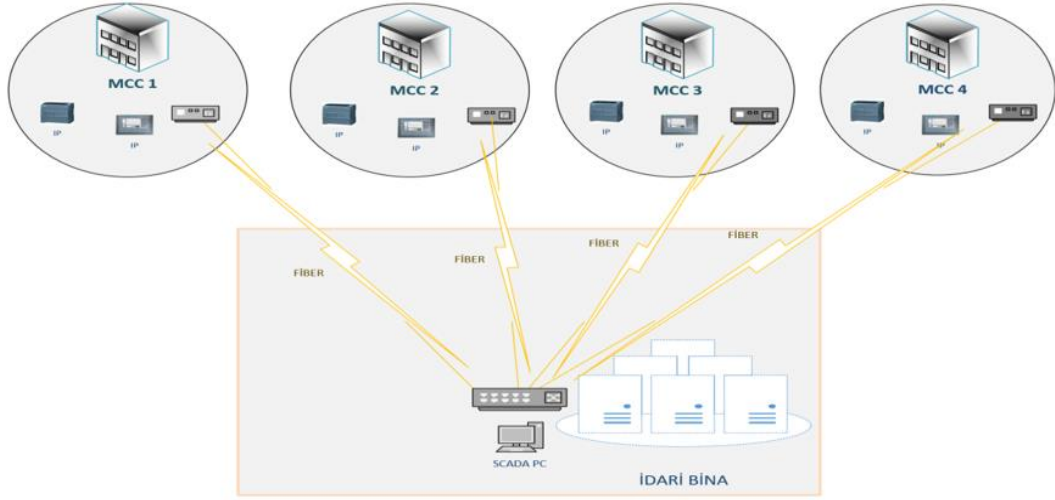 MCC 1
MCC 2
MCC 3
MCC 4
IP
IP
IP
IP
IP
IP
IP
IP
FİBER
FİBER
FİBER
FİBER
SCADA PC
İDARİ BİNA